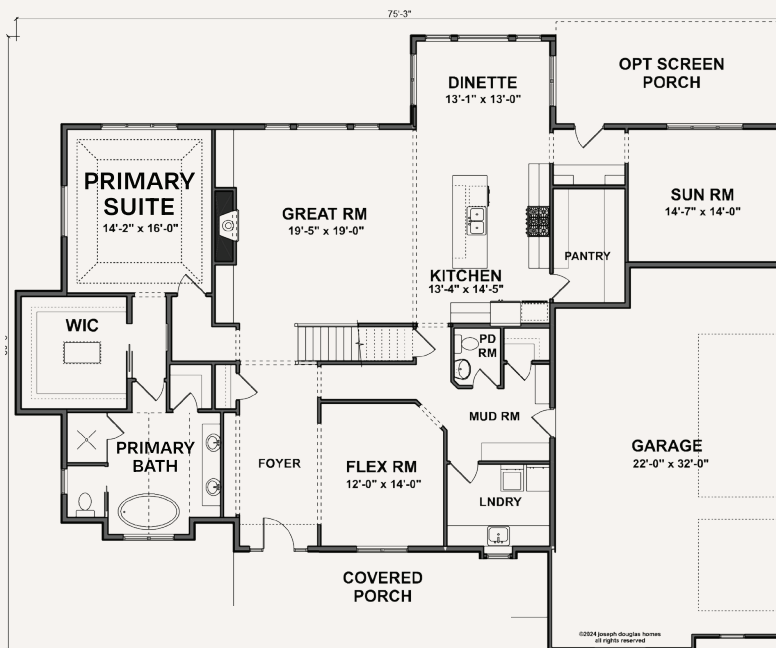 75'-3"
OPT SCREEN
PORCH
DINETTE
13'-1" x 13'-0"
PRIMARY
SUITE
14'-2" x 16'-0"
GREAT RM
19'-5" x 19'-0"
SUN RM
14'-7" x 14'-0"
PANTRY
KITCHEN
13'-4" x 14'-5"
WIC
PD
RM
MUD RM
PRIMARY
BATH
FOYER
FLEX RM
12'-0" x 14'-0"
GARAGE
22'-0" x 32'-0"
LNDRY
COVERED
PORCH
©2024 joseph douglas homes
all rights reserved